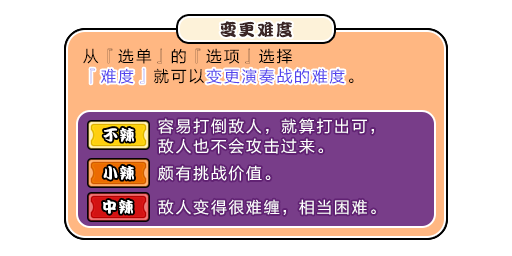 变更难度
从『选单』的『选项』选择
『难度』就可以变更演奏战的难度。
不辣
容易打倒敌人，就算打出可，
敌人也不会攻击过来。
小辣
颇有挑战价值。
中辣
敌人变得很难缠，相当困难。